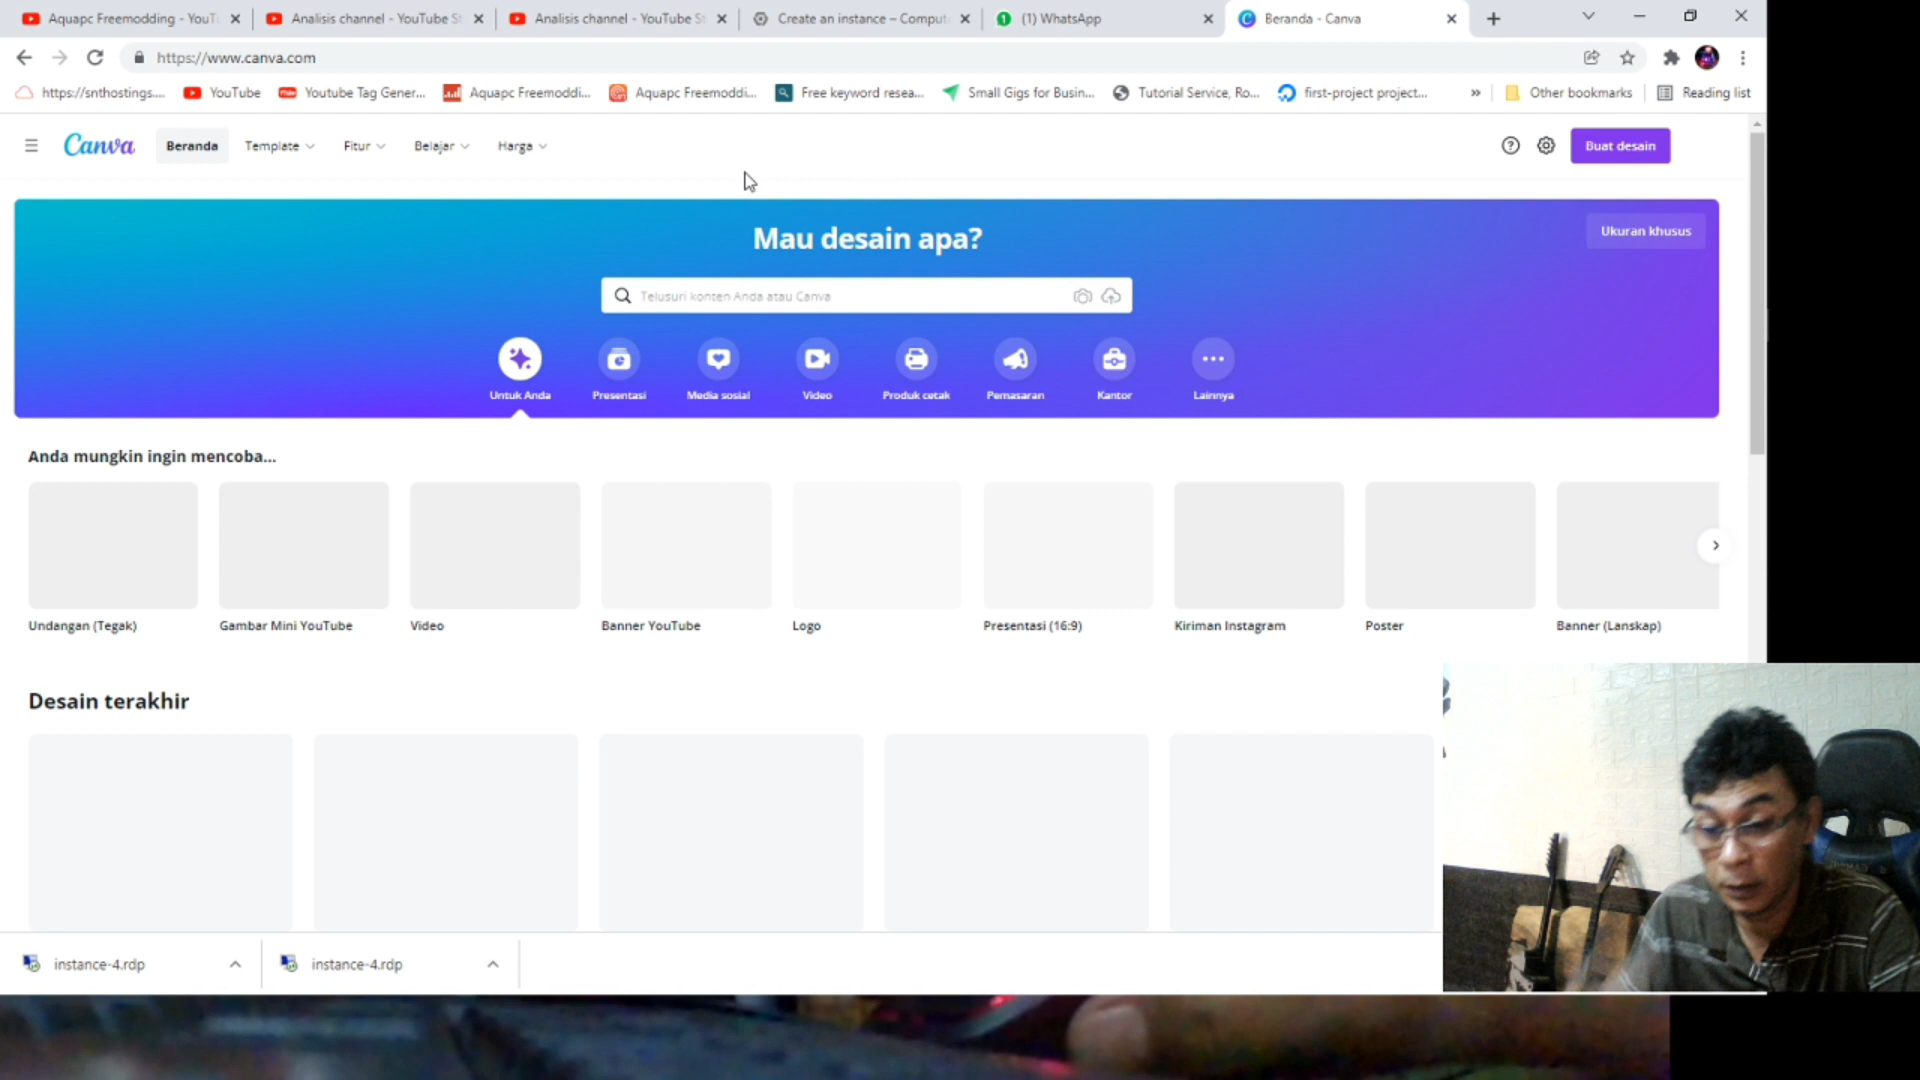 Aquapc Freemodding - YouTu
Analisis channel - YouTube St
Analisis channel - YouTube St
Create an instance – Comput
(1) WhatsApp
Beranda - Canva
https://www.canva.com
https://snthostings....
YouTube
Youtube Tag Gener...
Aquapc Freemoddi...
Aquapc Freemoddi...
Free keyword resea...
Small Gigs for Busin...
Tutorial Service, Ro...
first-project project...
»
Other bookmarks
Reading list
Canva
Beranda
Template
Fitur
Belajar
Harga
Buat desain
Mau desain apa?
Ukuran khusus
Telusuri konten Anda atau Canva
Untuk Anda
Presentasi
Media sosial
Video
Produk cetak
Pemasaran
Kantor
Lainnya
Anda mungkin ingin mencoba...
Undangan (Tegak)
Gambar Mini YouTube
Video
Banner YouTube
Logo
Presentasi (16:9)
Kiriman Instagram
Poster
Banner (Lanskap)
Desain terakhir
instance-4.rdp
instance-4.rdp